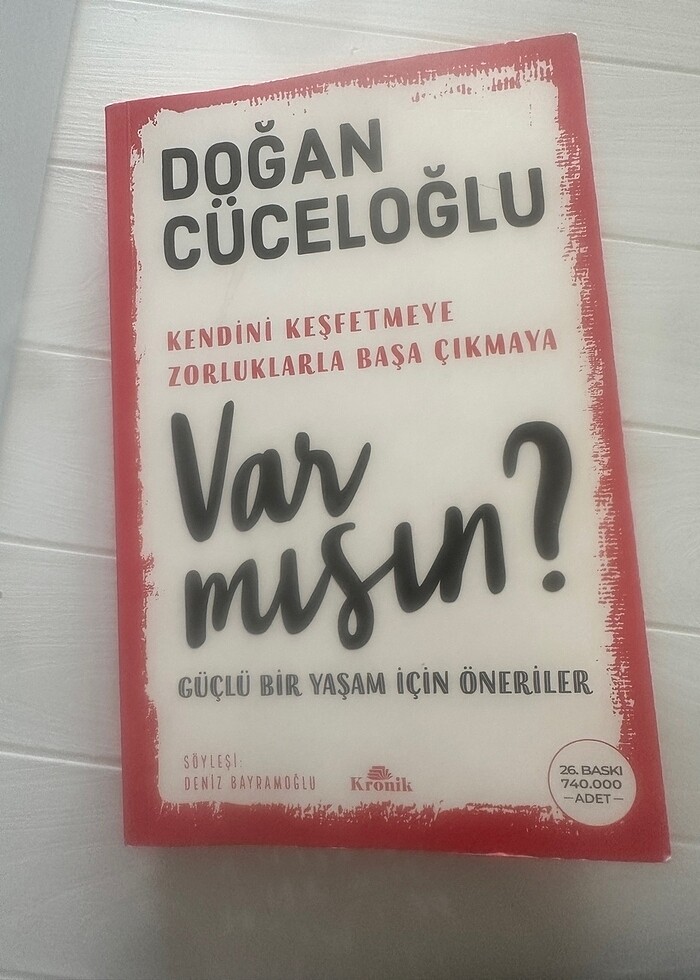 DOĞAN
CÜCELOĞLU
KENDİNİ KEŞFETMEYE
ZORLUKLARLA BAŞA ÇIKMAYA
Var
mısın?
GÜÇLÜ BİR YAŞAM İÇİN ÖNERİLER
SÖYLEŞİ:
DENİZ BAYRAMOĞLU
Kronik
26. BASKI
740.000
—ADET—